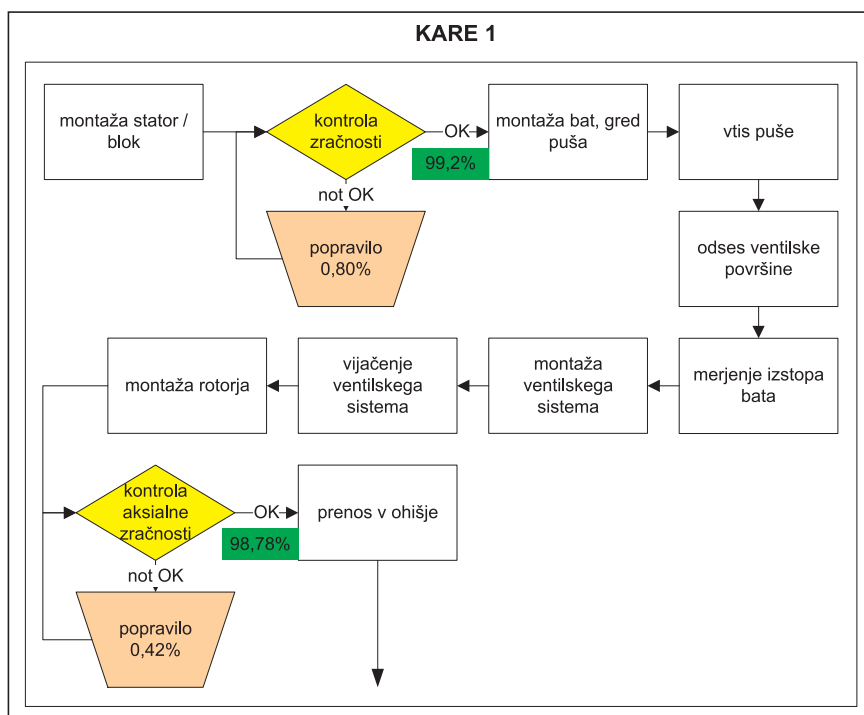 KARE 1
montaža stator /
blok
kontrola
zračnosti
OK
99,2%
montaža bat, gred
puša
vtis puše
not OK
popravilo
0,80%
odses ventilske
površine
merjenje izstopa
bata
montaža
ventilskega
sistema
vijačenje
ventilskega
sistema
montaža rotorja
kontrola
aksialne
zračnosti
OK
98,78%
prenos v ohišje
not OK
popravilo
0,42%